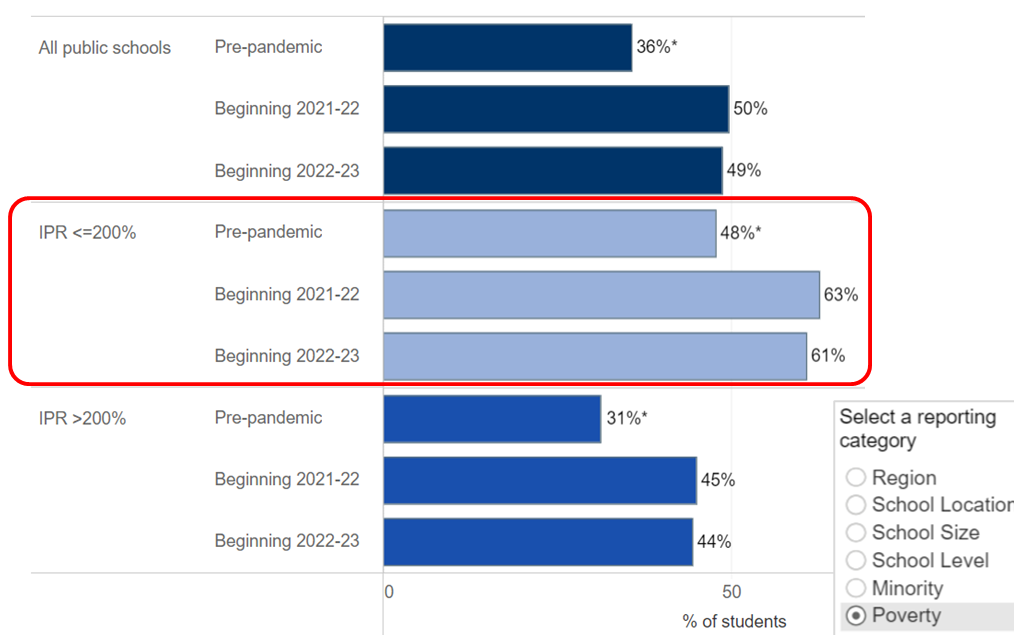 All public schools Pre-pandemic 36%*
Beginning 2021-22 50%
Beginning 2022-23 49%
IPR <=200% Pre-pandemic 48%*
Beginning 2021-22 63%
Beginning 2022-23 61%
IPR >200% Pre-pandemic 31%*
Beginning 2021-22 45%
Beginning 2022-23 44%
0 50
% of students
Select a reporting
category
Region
School Location
School Size
School Level
Minority
Poverty